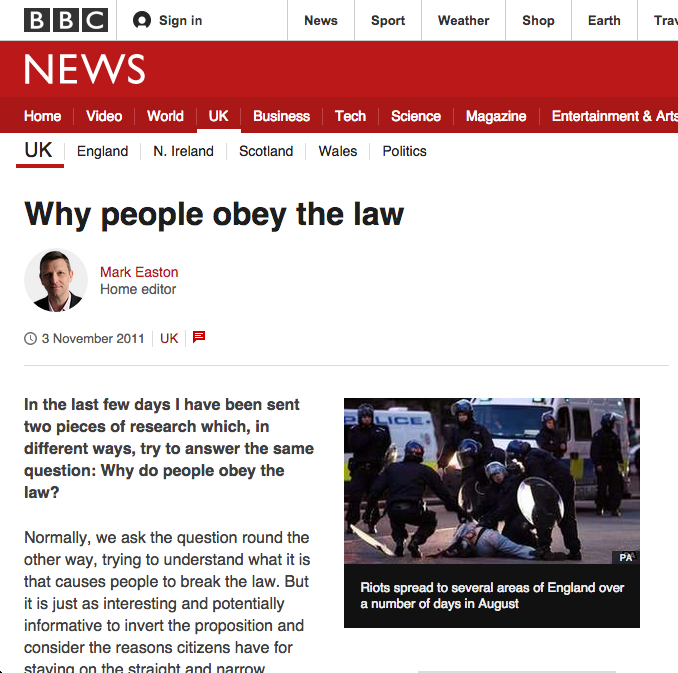 BBC Sign in News Sport Weather Shop Earth Trav
NEWS
Home Video World UK Business Tech Science Magazine Entertainment & Arts
UK England N. Ireland Scotland Wales Politics
Why people obey the law
Mark Easton
Home editor
3 November 2011 UK
In the last few days I have been sent
two pieces of research which, in
different ways, try to answer the same
question: Why do people obey the
law?
Normally, we ask the question round the
other way, trying to understand what it is
that causes people to break the law. But
it is just as interesting and potentially
informative to invert the proposition and
consider the reasons citizens have for
staying on the straight and narrow.
POLICE
PA
Riots spread to several areas of England over
a number of days in August